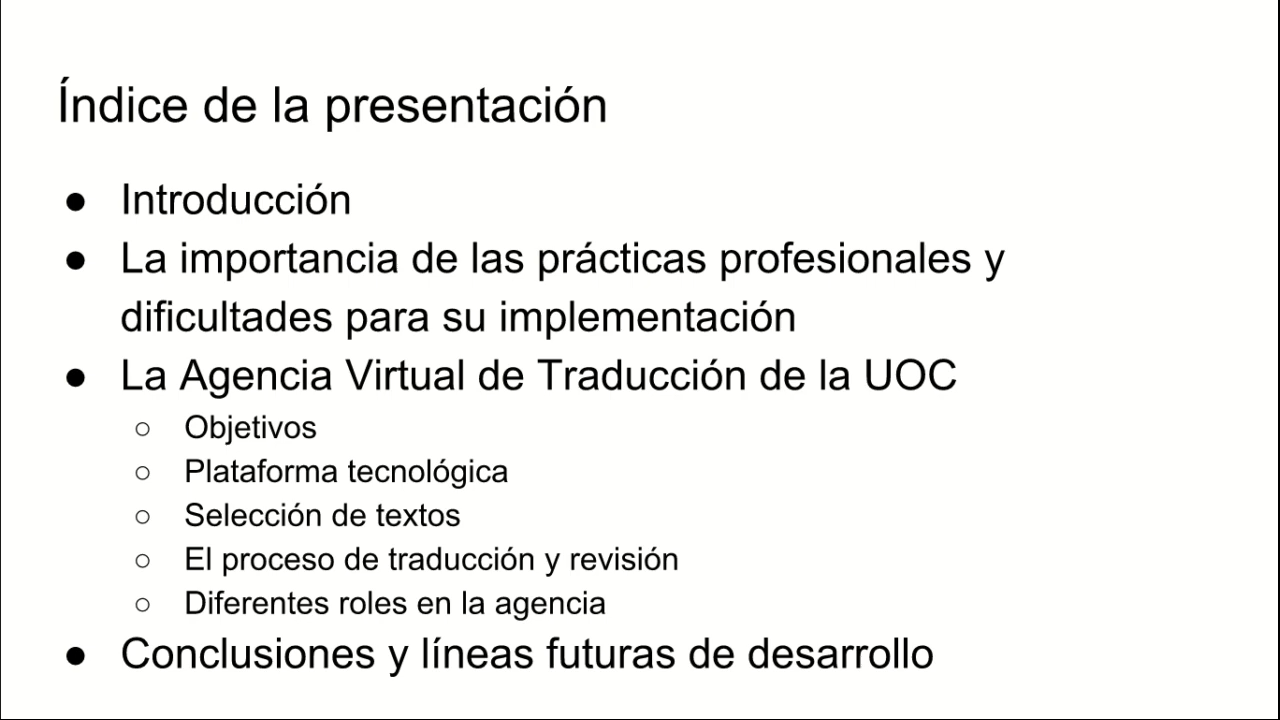 Índice de la presentación
● Introducción
● La importancia de las prácticas profesionales y
dificultades para su implementación
● La Agencia Virtual de Traducción de la UOC
○ Objetivos
○ Plataforma tecnológica
○ Selección de textos
○ El proceso de traducción y revisión
○ Diferentes roles en la agencia
● Conclusiones y líneas futuras de desarrollo